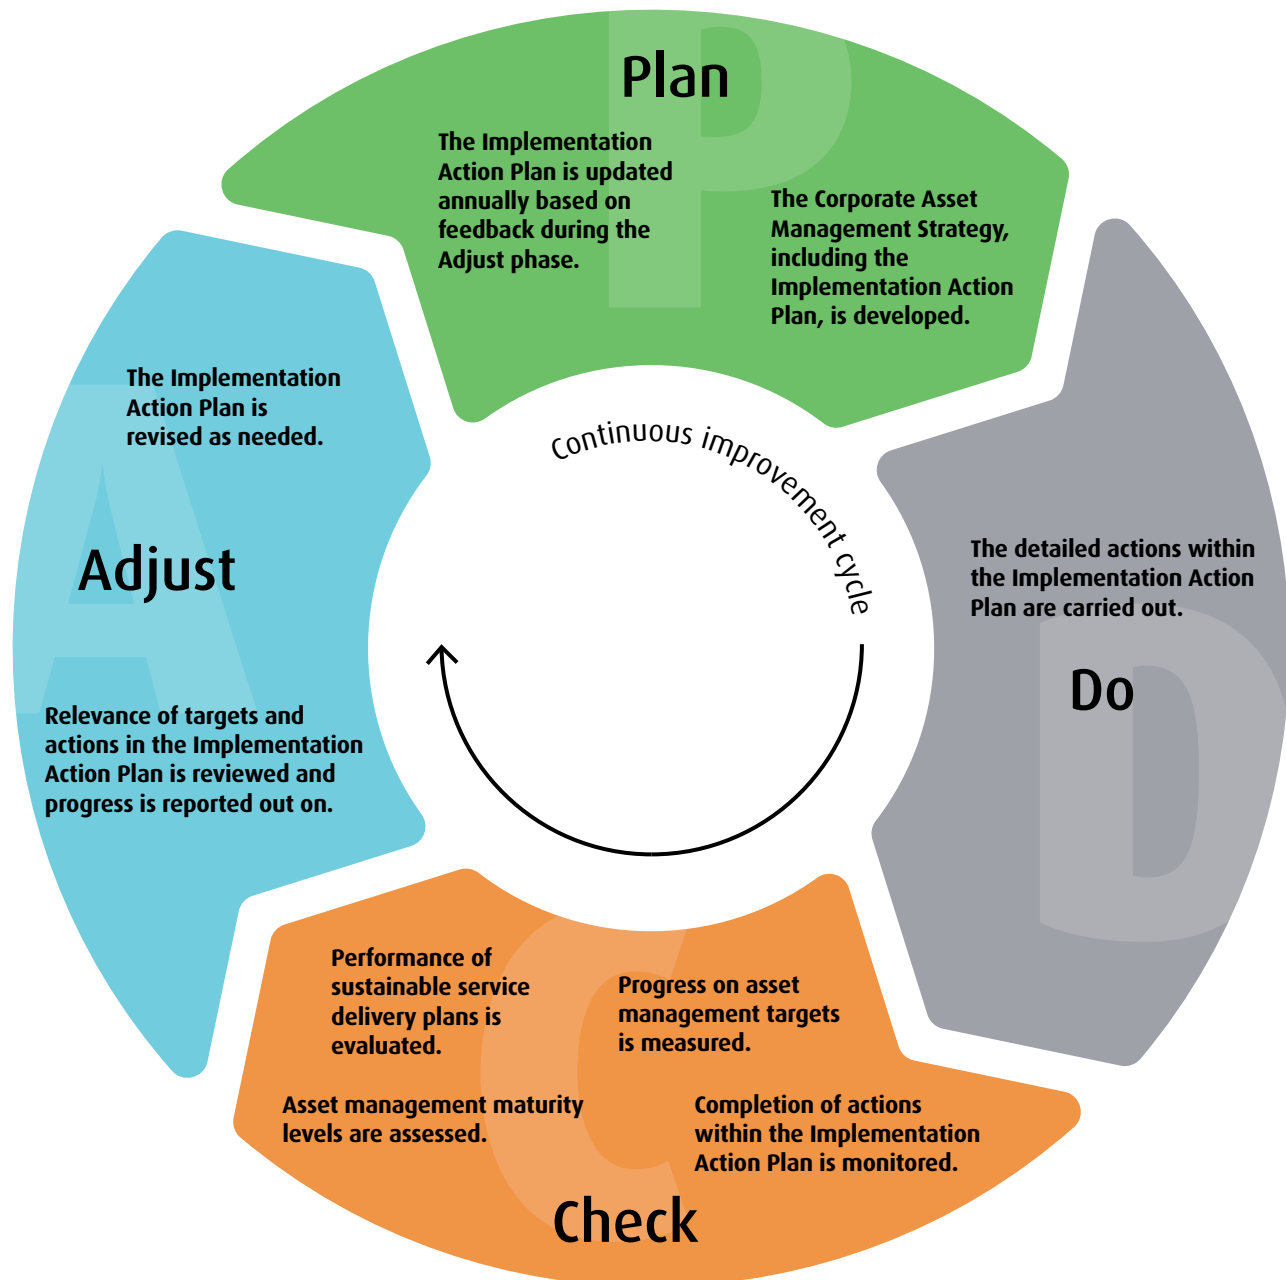 P
Plan
The Implementation
Action Plan is updated
annually based on
feedback during the
Adjust phase.
The Corporate Asset
Management Strategy,
including the
Implementation Action
Plan, is developed.
Continuous improvement cycle
D
The detailed actions within
the Implementation Action
Plan are carried out.
Do
C
Performance of
sustainable service
delivery plans is
evaluated.
Progress on asset
management targets
is measured.
Asset management maturity
levels are assessed.
Completion of actions
within the Implementation
Action Plan is monitored.
Check
A
The Implementation
Action Plan is
revised as needed.
Adjust
Relevance of targets and
actions in the Implementation
Action Plan is reviewed and
progress is reported out on.